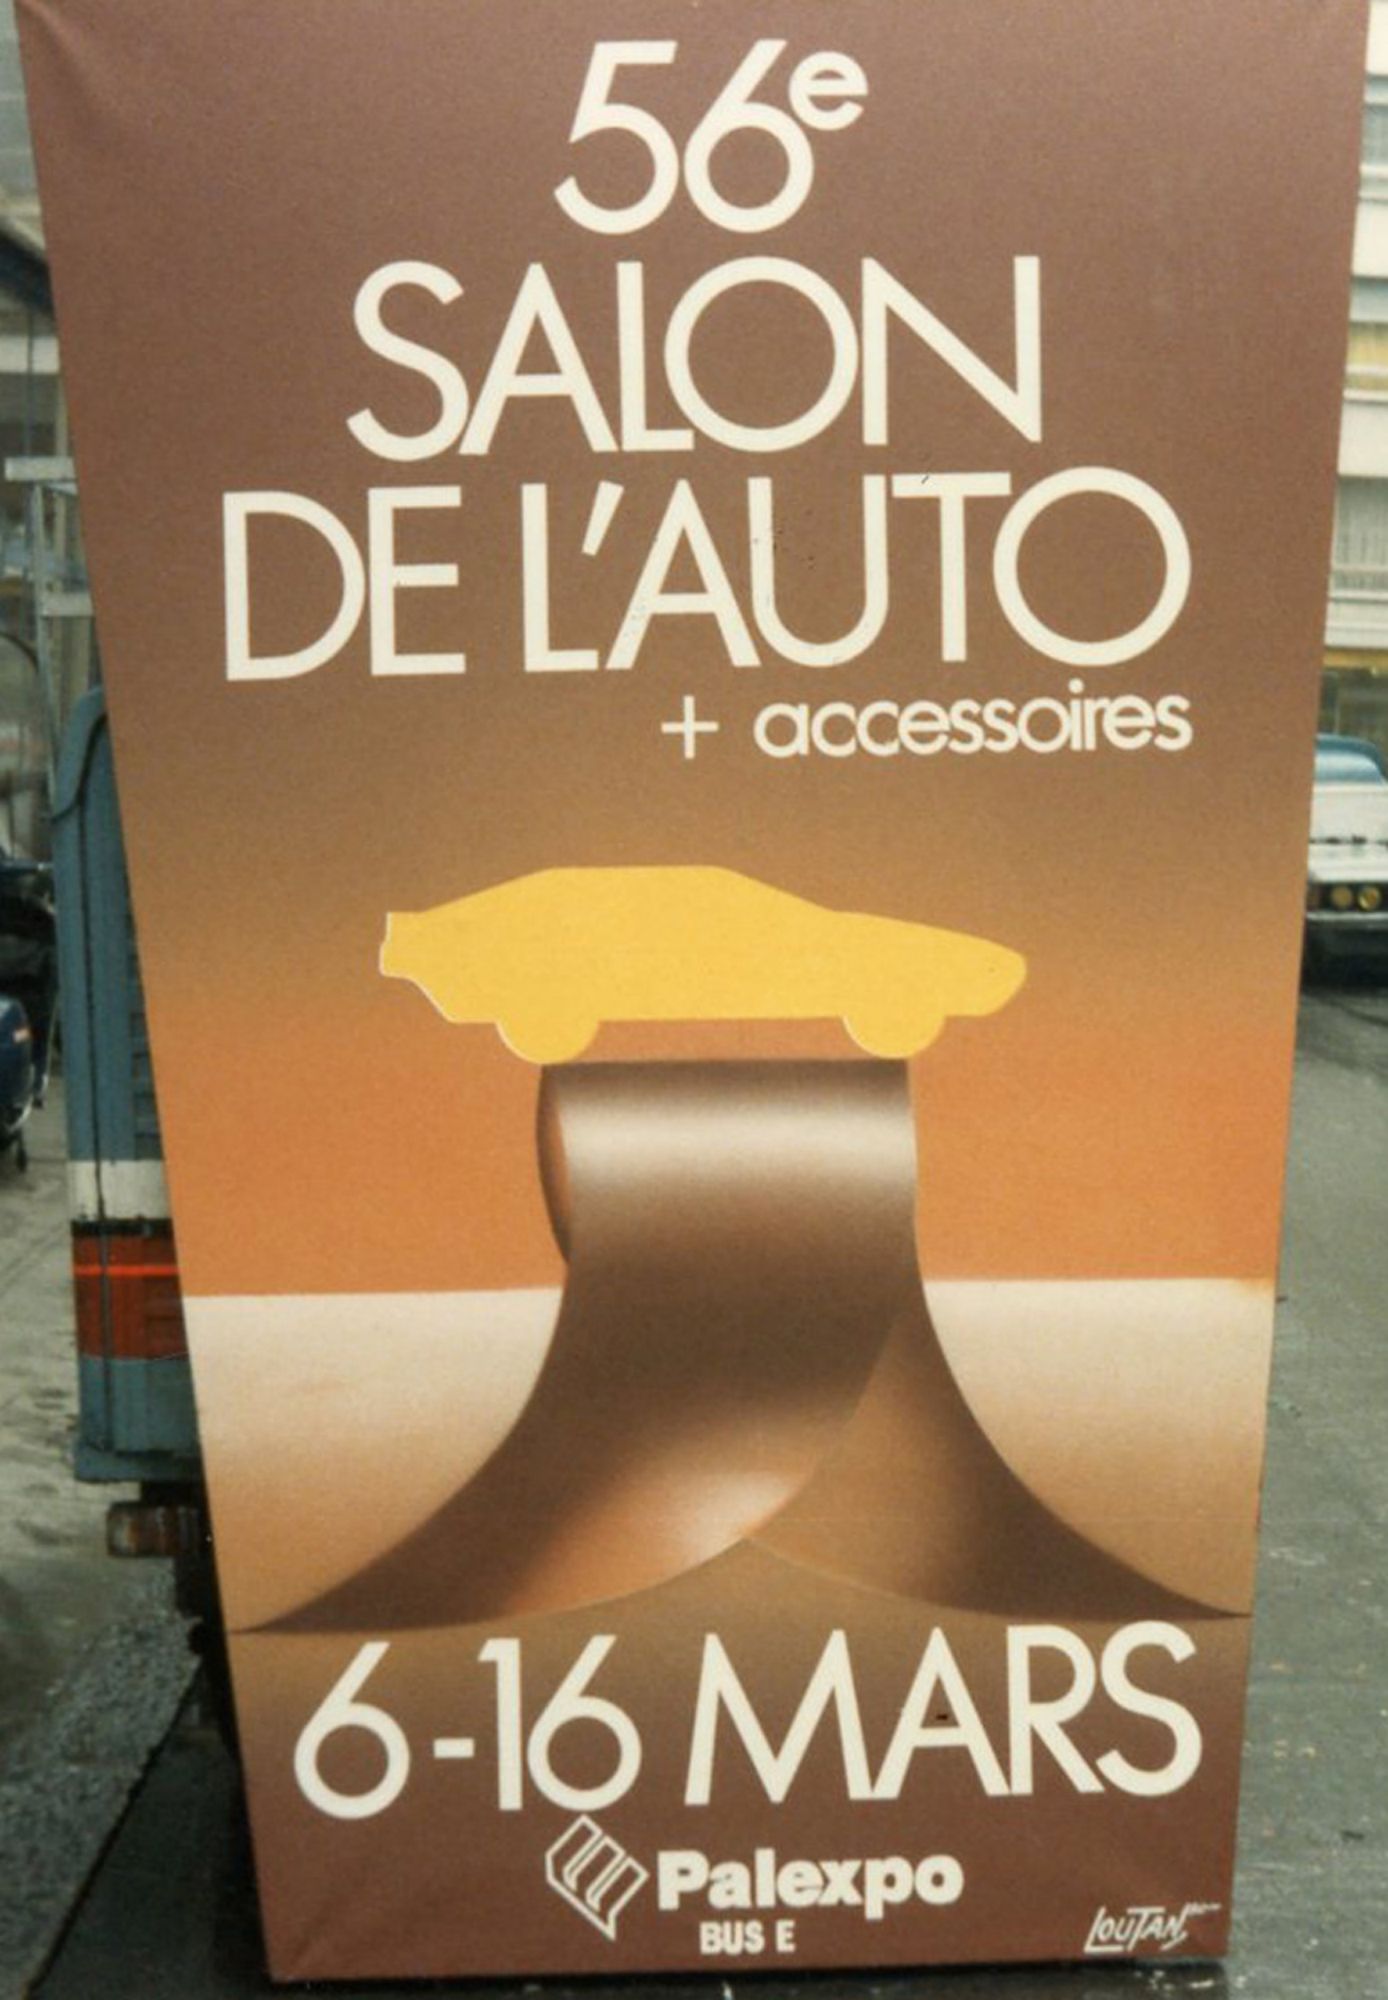 56e
SALON
DE L'AUTO
+ accessoires
6-16 MARS
Palexpo
BUS E
LOUTAN